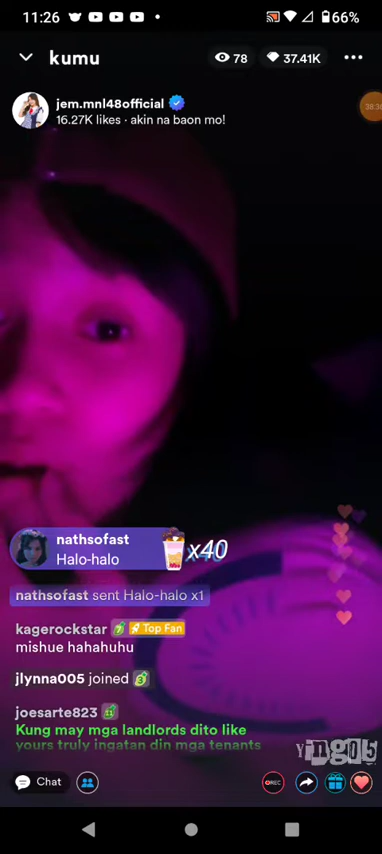 11:26
66%
kumu
78
37.41K
jem.mnl48official
16.27K likes · akin na baon mo!
nathsofast
Halo-halo
x40
nathsofast sent Halo-halo x1
kagerockstar Top Fan
mishue hahahuhu
jlynna005 joined
joesarte823
Kung may mga landlords dito like
yours truly ingatan din mga tenants
Chat
REC